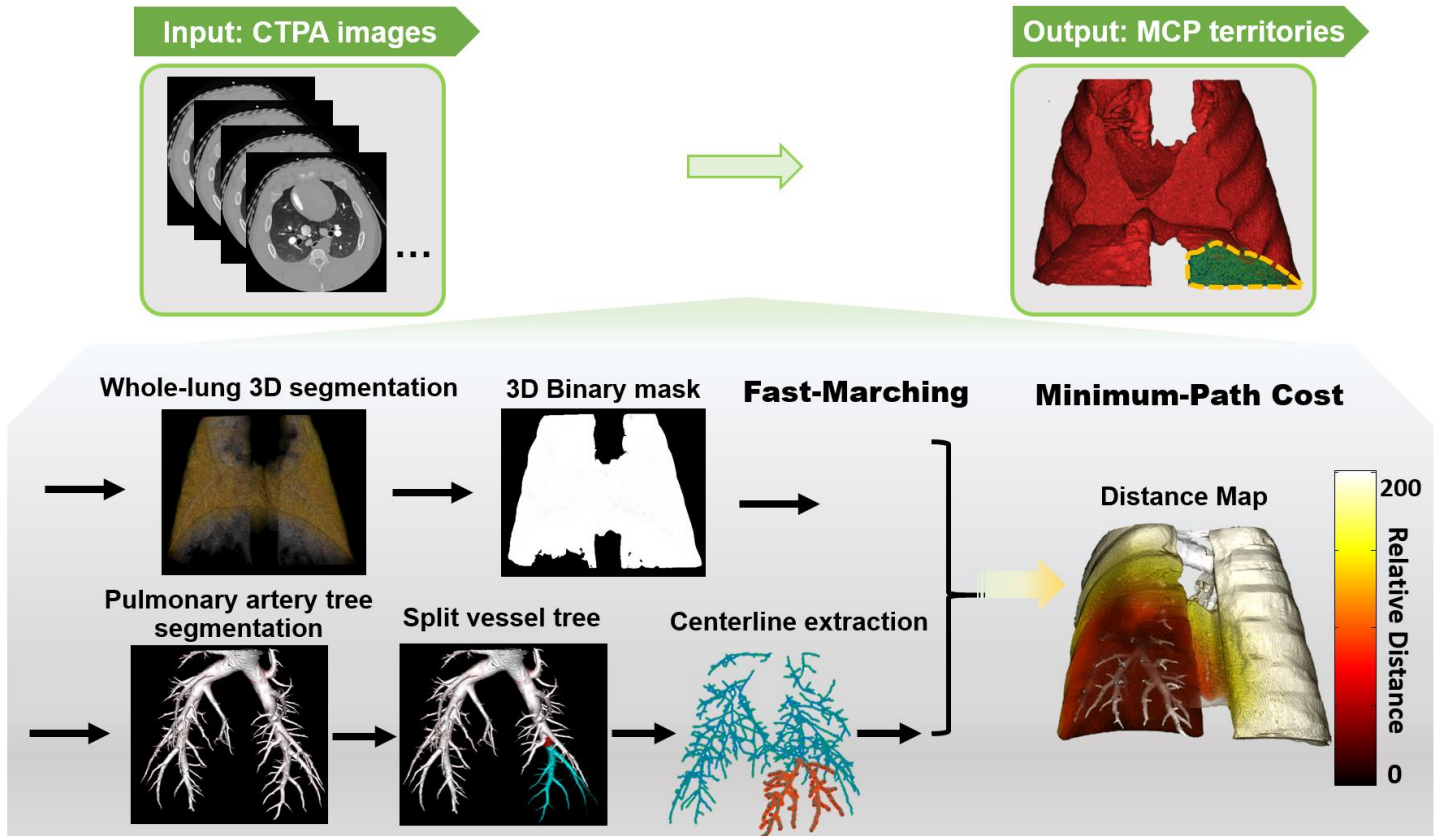 Input: CTPA images
Output: MCP territories
...
Whole-lung 3D segmentation
3D Binary mask
Fast-Marching
Minimum-Path Cost
Distance Map
200
Relative Distance
0
Pulmonary artery tree
segmentation
Split vessel tree
Centerline extraction